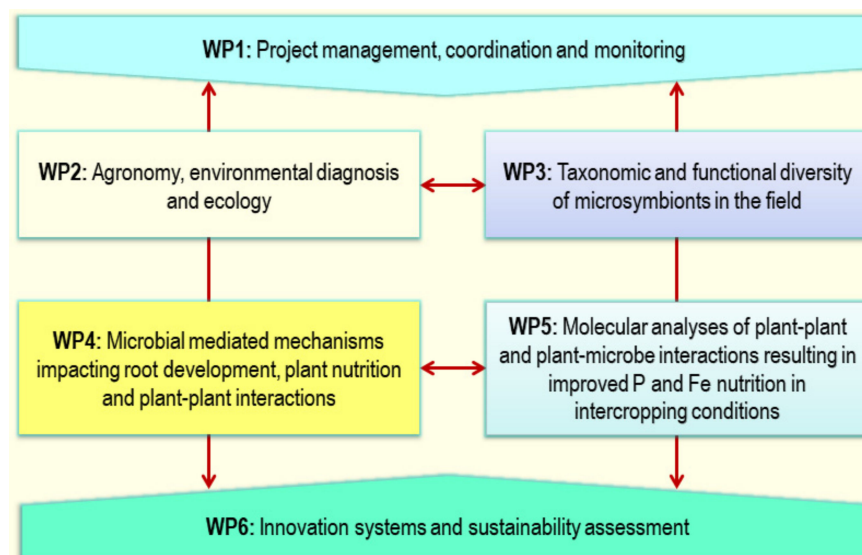 WP1: Project management, coordination and monitoring
WP2: Agronomy, environmental diagnosis
and ecology
WP3: Taxonomic and functional diversity
of microsymbionts in the field
WP4: Microbial mediated mechanisms
impacting root development, plant nutrition
and plant-plant interactions
WP5: Molecular analyses of plant-plant
and plant-microbe interactions resulting in
improved P and Fe nutrition in
intercropping conditions
WP6: Innovation systems and sustainability assessment